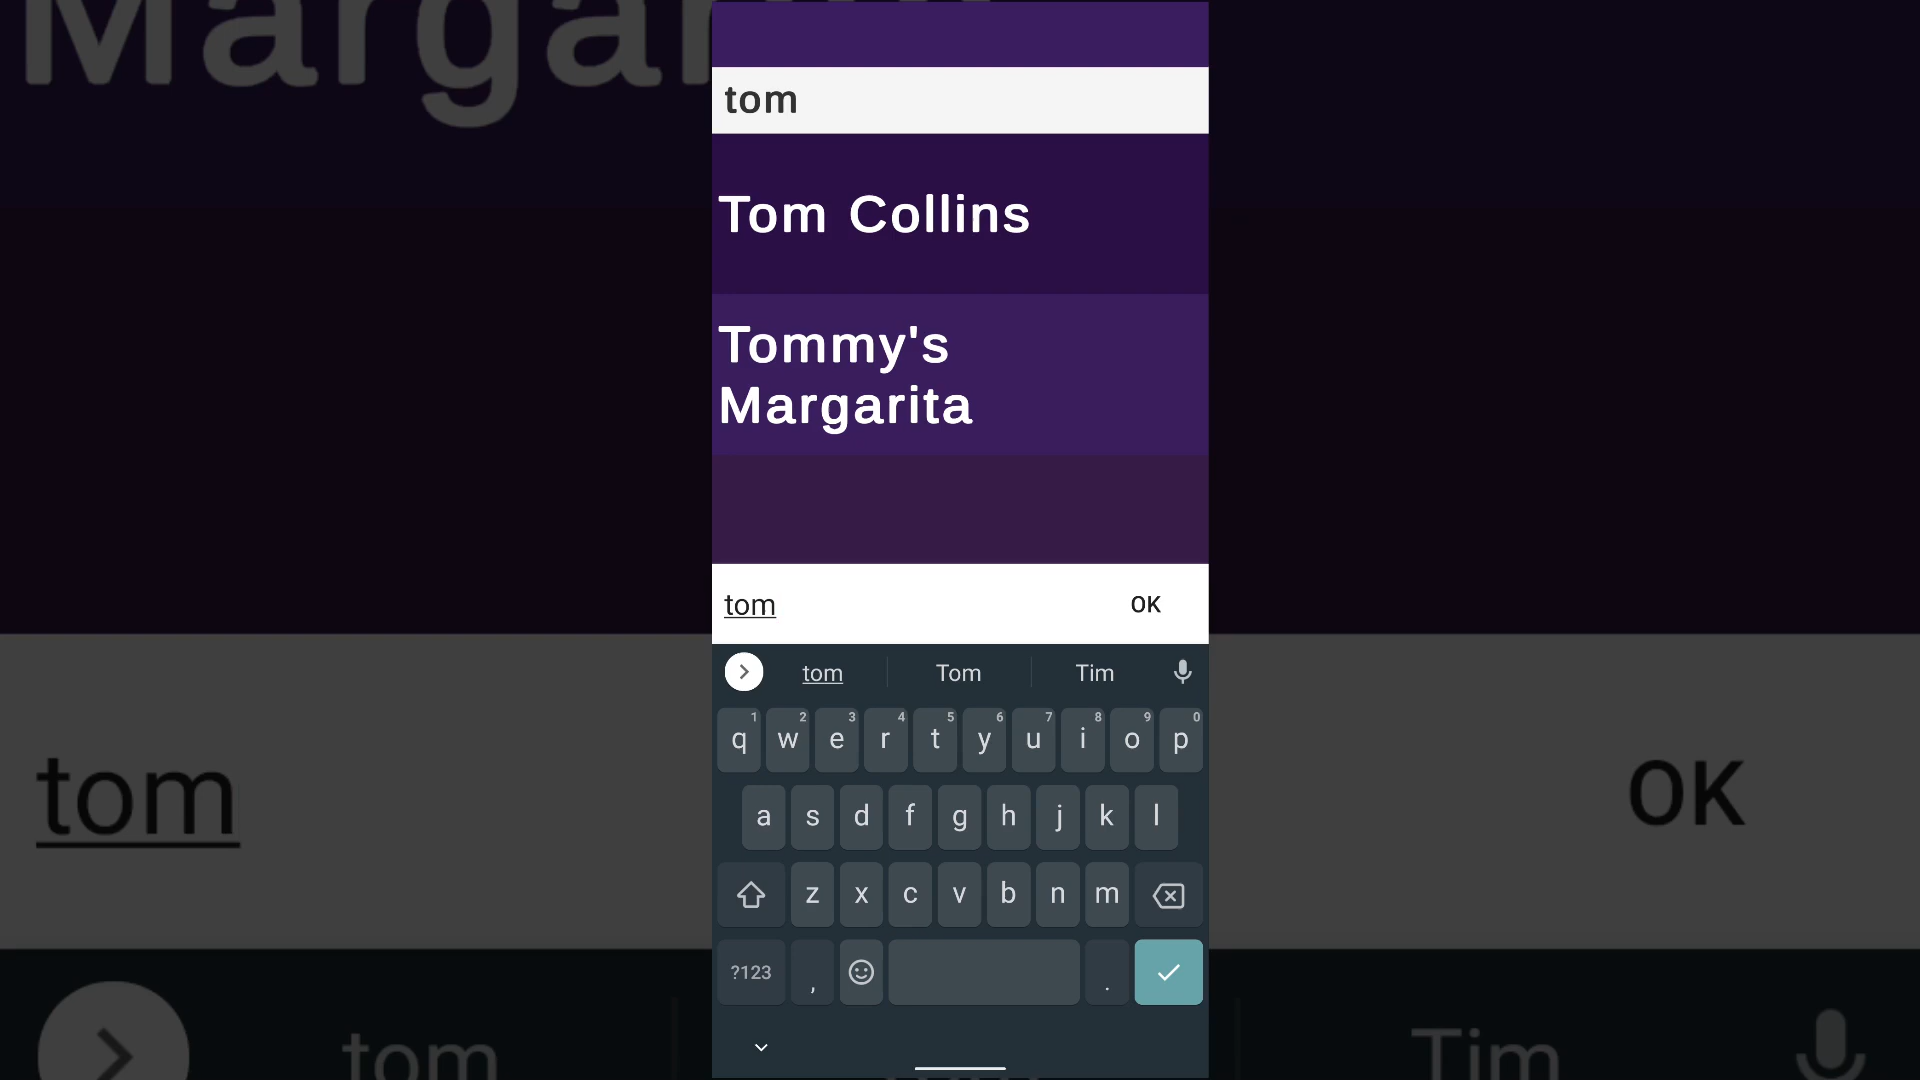 Marga
tom
Tom Collins
Tommy's
Margarita
tom OK
tom Tom Tim
1 2 3 4 5 6 7 8 9 0
q w e r t y u i o p
a s d f g h j k l
z x c v b n m
?123 , .
tom OK
tom Tim